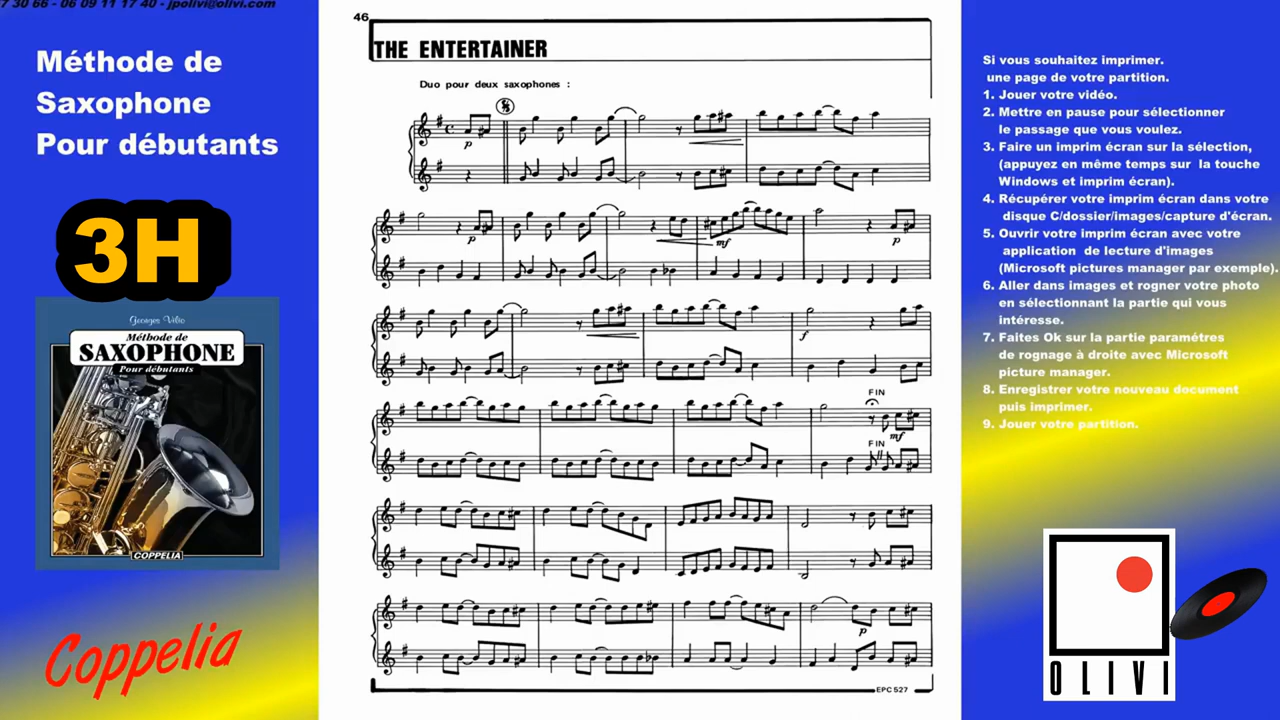 7 30 66 - 06 09 11 17 40 - jpolivi@olivi.com
Méthode de
Saxophone
Pour débutants
3H
Georges Vilio
Méthode de
SAXOPHONE
Pour débutants
COPPELIA
Coppelia
46
THE ENTERTAINER
Duo pour deux saxophones :
p
p
mf
p
f
FIN
mf
FIN
p
EPC 527
Si vous souhaitez imprimer.
une page de votre partition.
1. Jouer votre vidéo.
2. Mettre en pause pour sélectionner
le passage que vous voulez.
3. Faire un imprim écran sur la sélection,
(appuyez en même temps sur la touche
Windows et imprim écran).
4. Récupérer votre imprim écran dans votre
disque C/dossier/images/capture d'écran.
5. Ouvrir votre imprim écran avec votre
application de lecture d'images
(Microsoft pictures manager par exemple).
6. Aller dans images et rogner votre photo
en sélectionnant la partie qui vous
intéresse.
7. Faites Ok sur la partie paramétres
de rognage à droite avec Microsoft
picture manager.
8. Enregistrer votre nouveau document
puis imprimer.
9. Jouer votre partition.
OLIVI